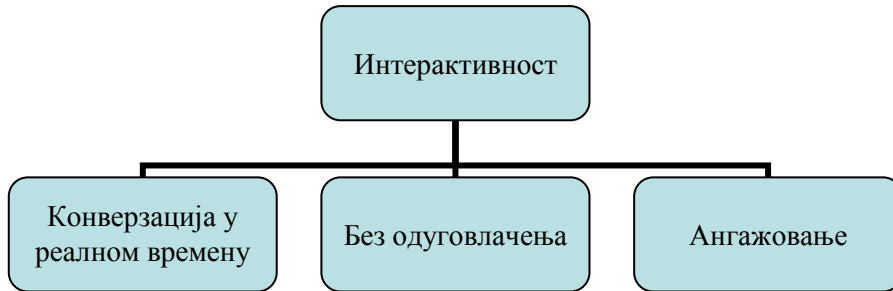 Интерактивност
Конверзација у
реалном времену
Без одуговлачења
Ангажовање